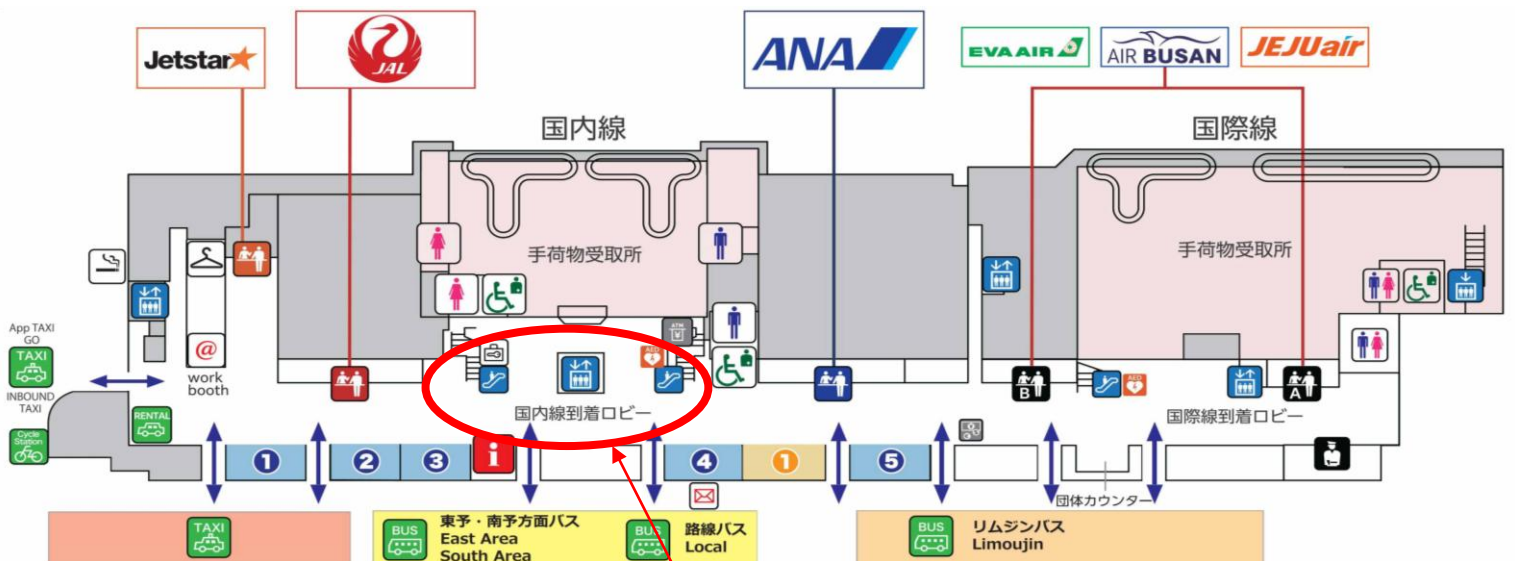 Jetstar
JAL
ANA
EVA AIR
AIR BUSAN
JEJUair
国内線
国際線
手荷物受取所
手荷物受取所
App TAXI
GO
TAXI
INBOUND
TAXI
Cycle
Station
RENTAL
@
work
booth
ATM
¥
AED
国内線到着ロビー
B
AED
A
国際線到着ロビー
1
2
3
i
4
1
5
団体カウンター
TAXI
BUS
東予・南予方面バス
East Area
South Area
BUS
路線バス
Local
BUS
リムジンバス
Limoujin